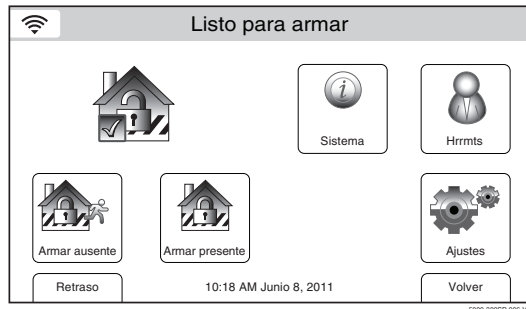 Listo para armar
Sistema
Hrrmts
Armar ausente
Armar presente
Ajustes
Retraso
10:18 AM Junio 8, 2011
Volver